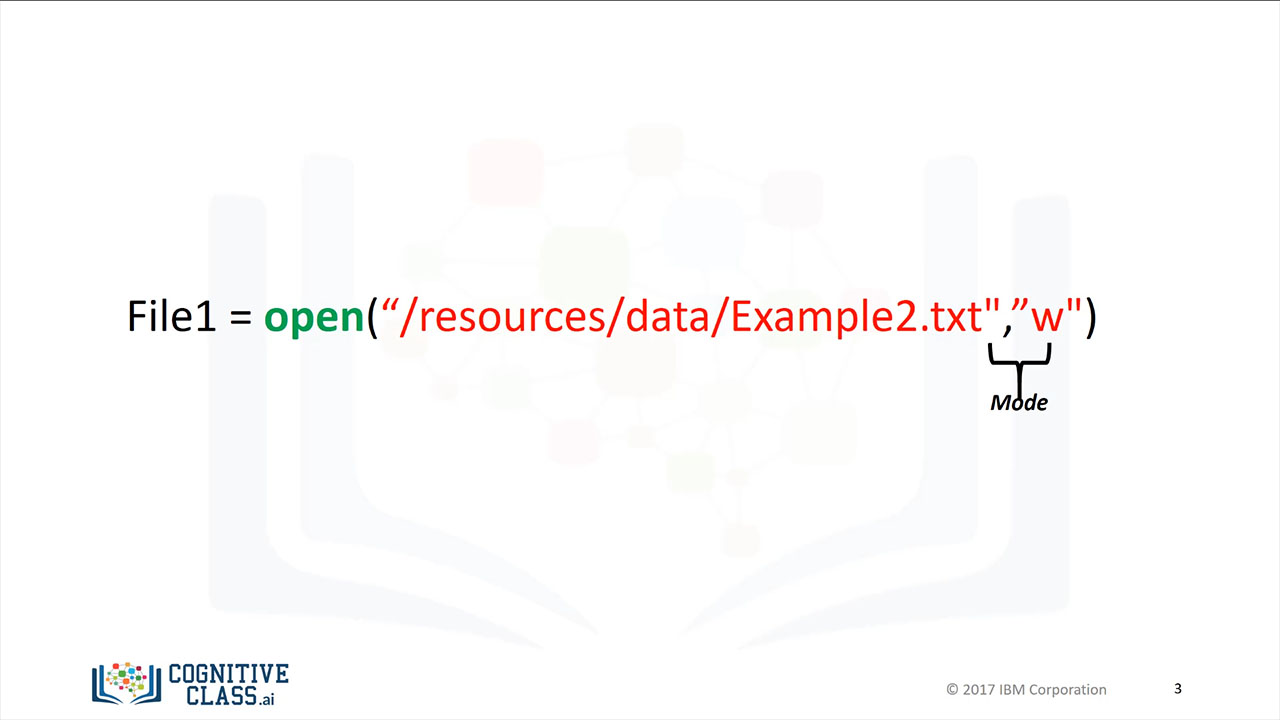 File1 = open(“/resources/data/Example2.txt",”w")
Mode
COGNITIVE
CLASS.ai
© 2017 IBM Corporation
3